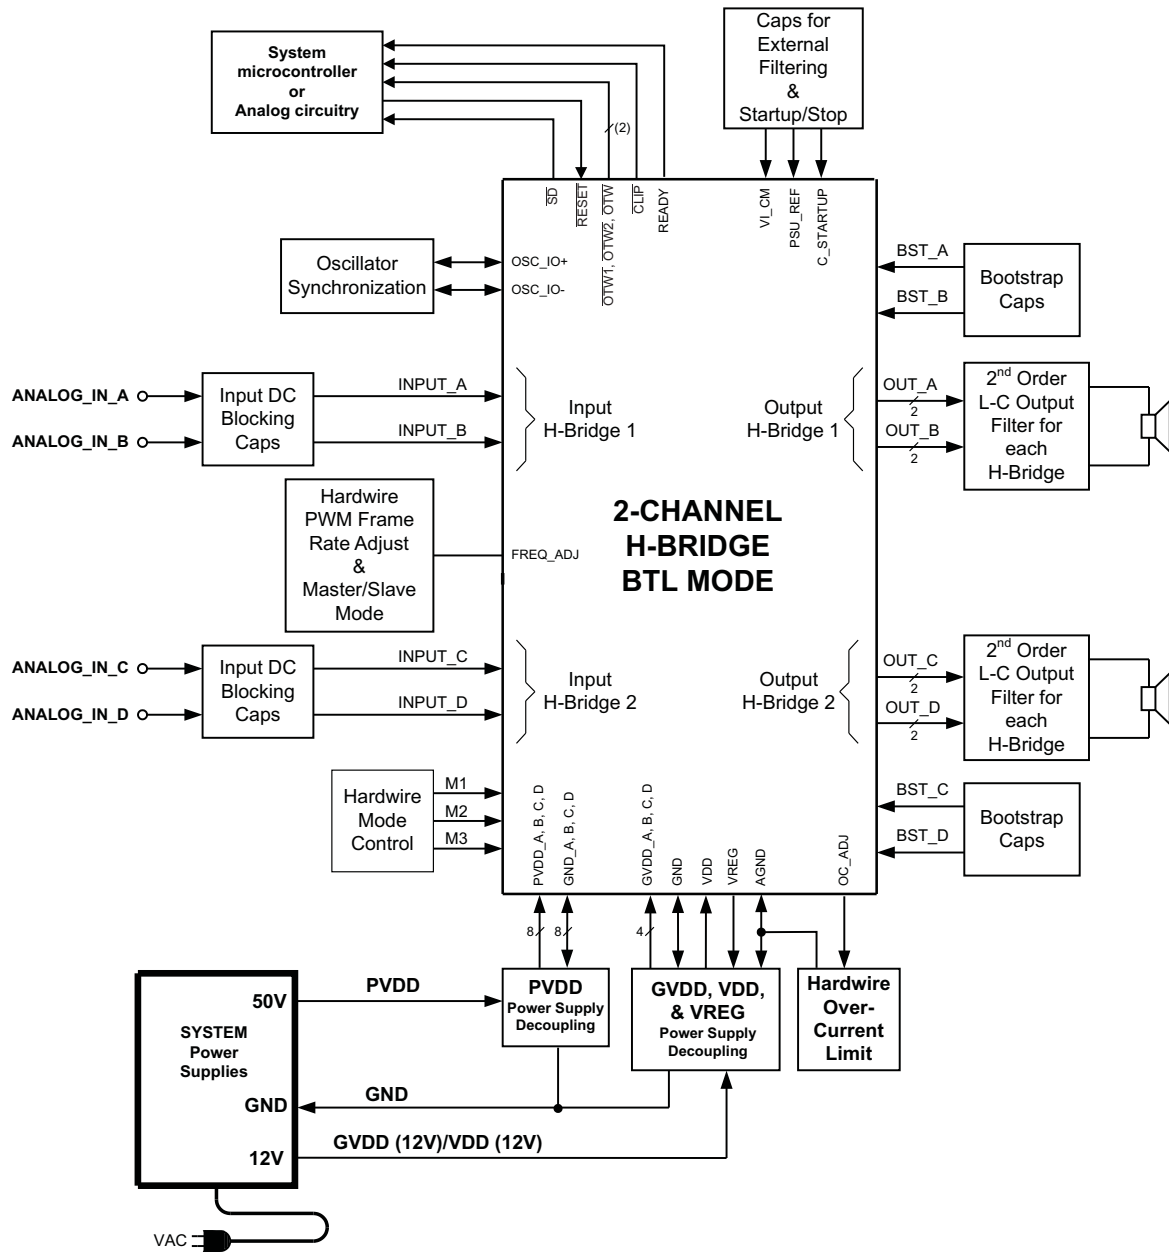 System
microcontroller
or
Analog circuitry
Caps for
External
Filtering
&
Startup/Stop
(2)
SD
RESET
OTW1, OTW2, OTW
CLIP
READY
VI_CM
PSU_REF
C_STARTUP
Oscillator
Synchronization
OSC_IO+
OSC_IO-
BST_A
BST_B
Bootstrap
Caps
ANALOG_IN_A
ANALOG_IN_B
Input DC
Blocking
Caps
INPUT_A
INPUT_B
Input
H-Bridge 1
Output
H-Bridge 1
OUT_A
2
OUT_B
2
2nd Order
L-C Output
Filter for
each
H-Bridge
Hardwire
PWM Frame
Rate Adjust
&
Master/Slave
Mode
FREQ_ADJ
2-CHANNEL
H-BRIDGE
BTL MODE
ANALOG_IN_C
ANALOG_IN_D
Input DC
Blocking
Caps
INPUT_C
INPUT_D
Input
H-Bridge 2
Output
H-Bridge 2
OUT_C
2
OUT_D
2
2nd Order
L-C Output
Filter for
each
H-Bridge
Hardwire
Mode
Control
M1
M2
M3
PVDD_A, B, C, D
GND_A, B, C, D
GVDD_A, B, C, D
GND
VDD
VREG
AGND
OC_ADJ
BST_C
BST_D
Bootstrap
Caps
8
8
4
PVDD
Power Supply
Decoupling
GVDD, VDD,
& VREG
Power Supply
Decoupling
Hardwire
Over-
Current
Limit
50V
PVDD
SYSTEM
Power
Supplies
GND
GND
12V
GVDD (12V)/VDD (12V)
VAC